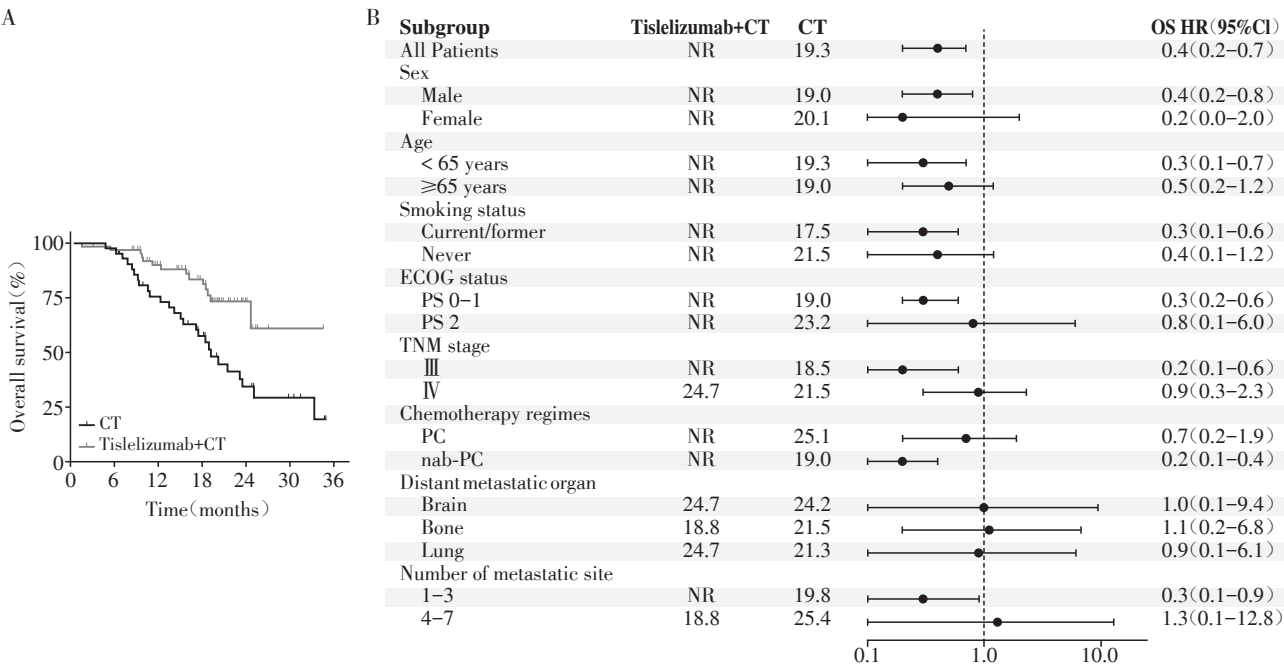 A
100
75
50
25
0
Overall survival(%)
CT
Tislelizumab+CT
0 6 12 18 24 30 36
Time(months)
B
Subgroup Tislelizumab+CT CT OS HR(95%CI)
All Patients NR 19.3 0.4(0.2−0.7)
Sex
Male NR 19.0 0.4(0.2−0.8)
Female NR 20.1 0.2(0.0−2.0)
Age
< 65 years NR 19.3 0.3(0.1−0.7)
⩾65 years NR 19.0 0.5(0.2−1.2)
Smoking status
Current/former NR 17.5 0.3(0.1−0.6)
Never NR 21.5 0.4(0.1−1.2)
ECOG status
PS 0−1 NR 19.0 0.3(0.2−0.6)
PS 2 NR 23.2 0.8(0.1−6.0)
TNM stage
Ⅲ NR 18.5 0.2(0.1−0.6)
Ⅳ 24.7 21.5 0.9(0.3−2.3)
Chemotherapy regimes
PC NR 25.1 0.7(0.2−1.9)
nab-PC NR 19.0 0.2(0.1−0.4)
Distant metastatic organ
Brain 24.7 24.2 1.0(0.1−9.4)
Bone 18.8 21.5 1.1(0.2−6.8)
Lung 24.7 21.3 0.9(0.1−6.1)
Number of metastatic site
1−3 NR 19.8 0.3(0.1−0.9)
4−7 18.8 25.4 1.3(0.1−12.8)
0.1 1.0 10.0